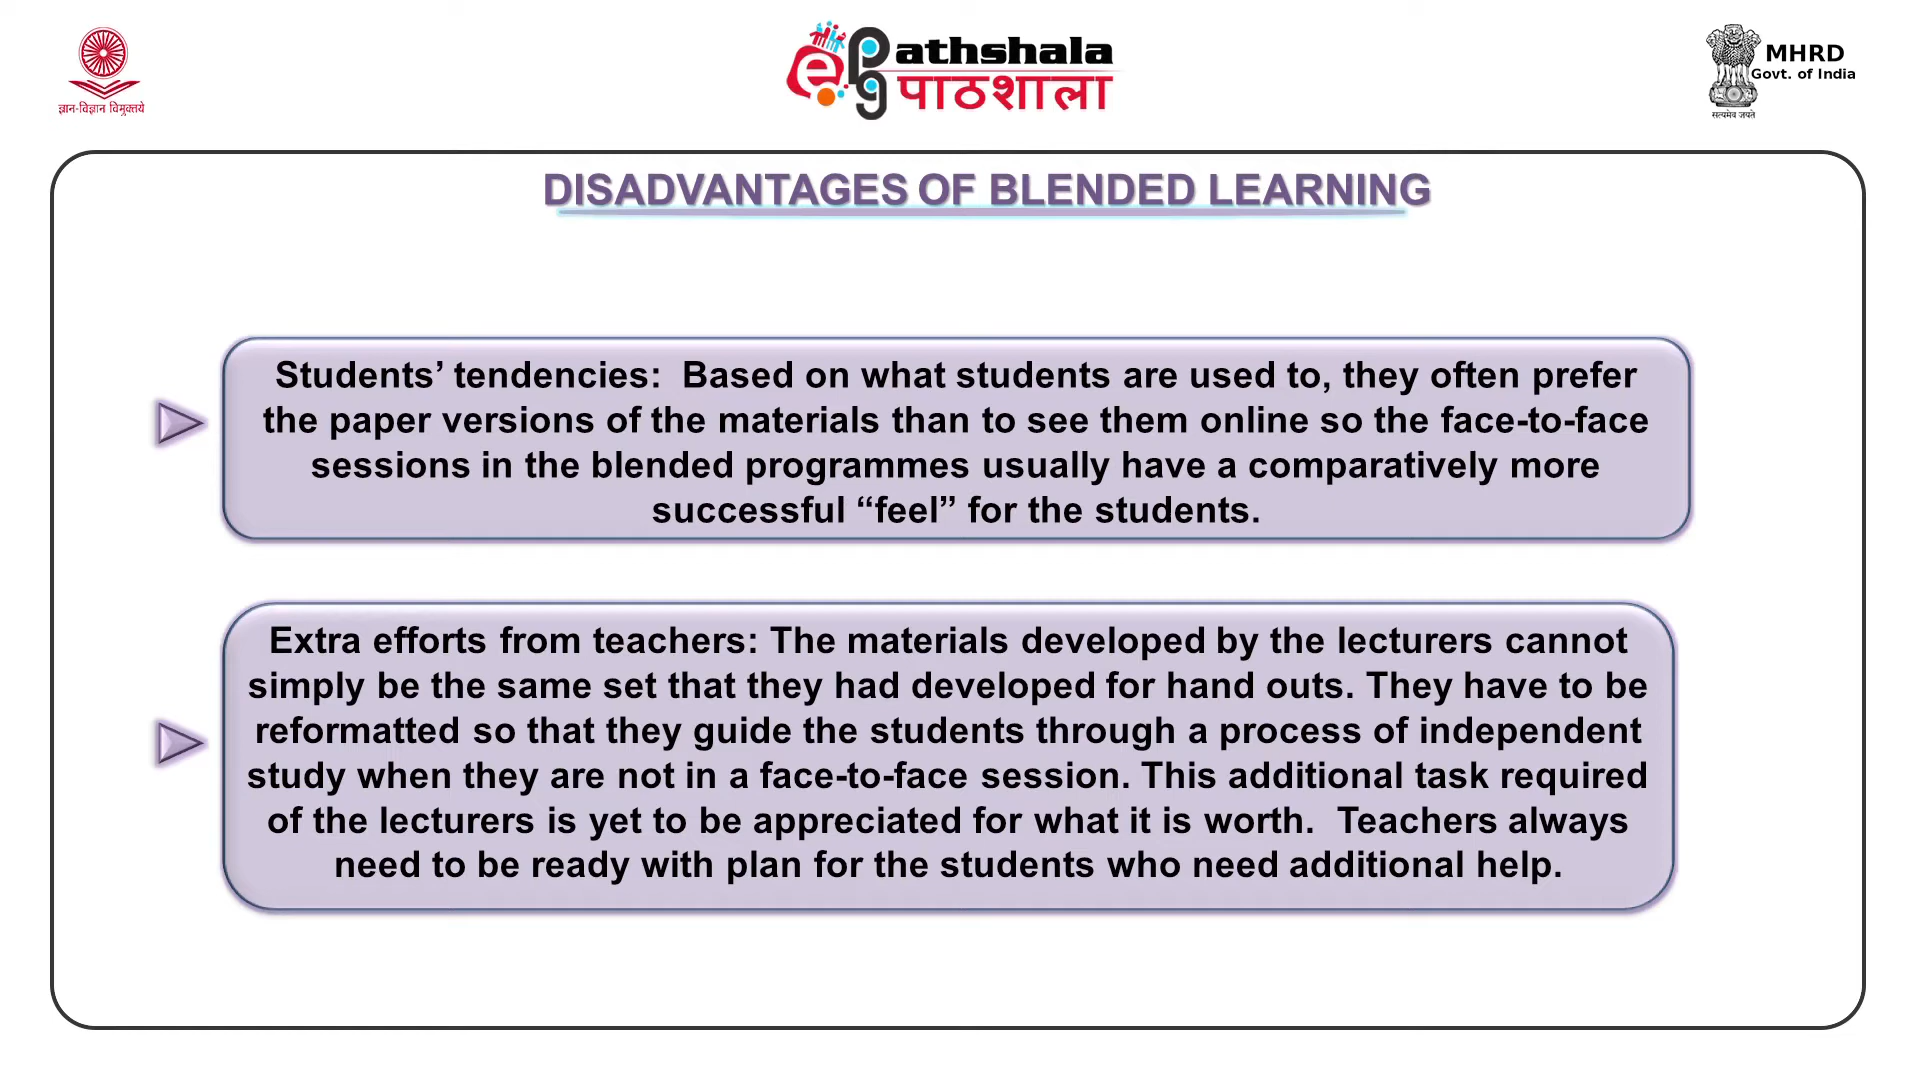 ज्ञान-विज्ञान विमुक्तये
ePGathshala
पाठशाला
MHRD
Govt. of India
सत्यमेव जयते
DISADVANTAGES OF BLENDED LEARNING
Students’ tendencies:  Based on what students are used to, they often prefer
the paper versions of the materials than to see them online so the face-to-face
sessions in the blended programmes usually have a comparatively more
successful “feel” for the students.
Extra efforts from teachers: The materials developed by the lecturers cannot
simply be the same set that they had developed for hand outs. They have to be
reformatted so that they guide the students through a process of independent
study when they are not in a face-to-face session. This additional task required
of the lecturers is yet to be appreciated for what it is worth.  Teachers always
need to be ready with plan for the students who need additional help.